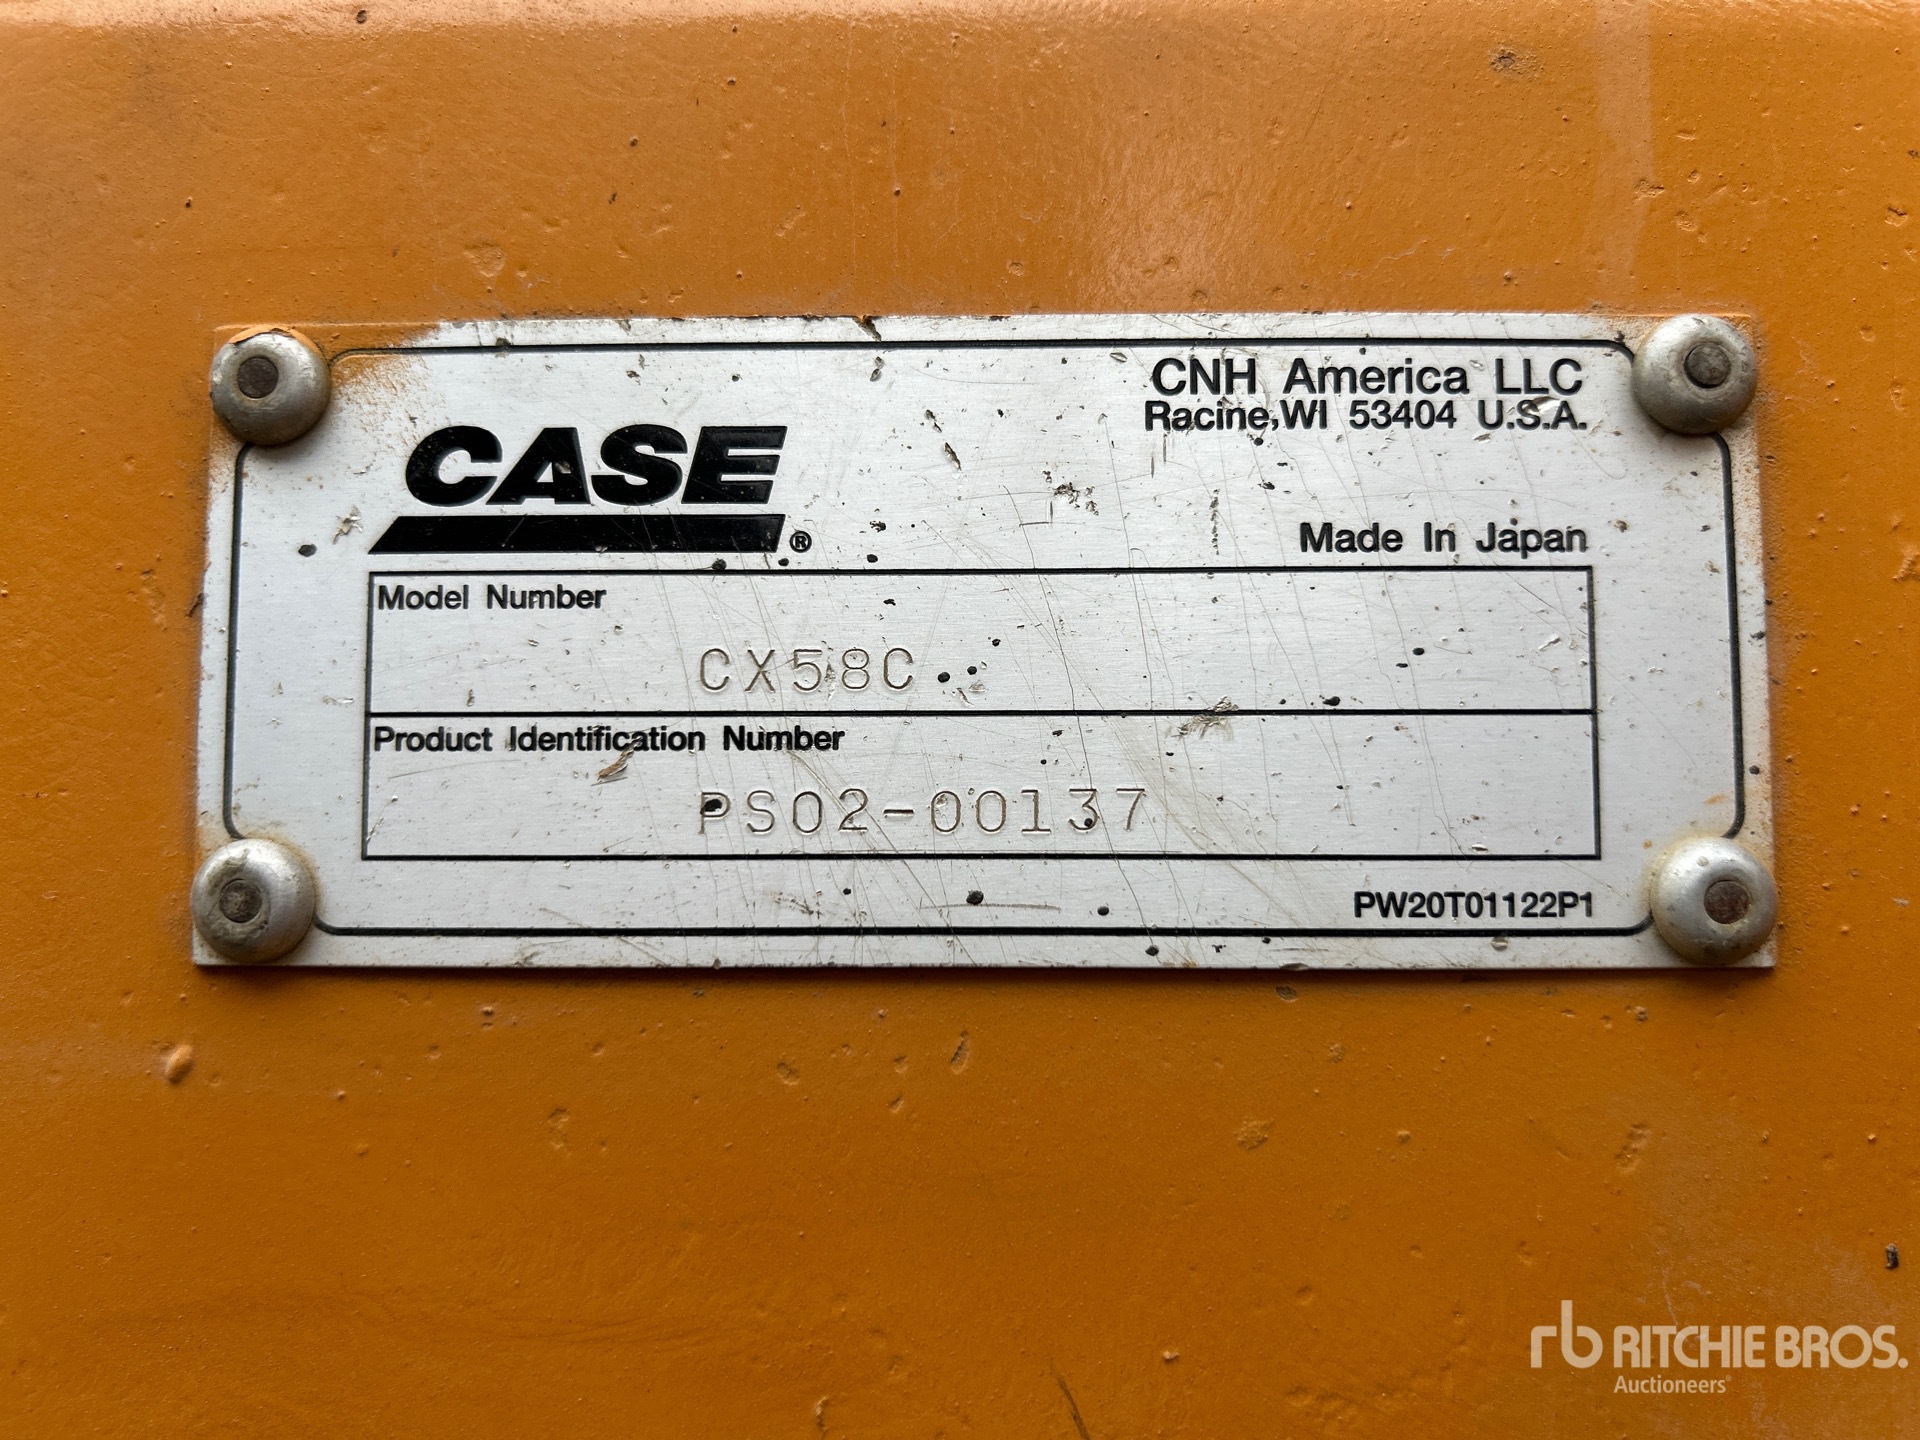 CNH America LLC
Racine,WI 53404 U.S.A.
CASE®
Made In Japan
Model Number
CX58C
Product Identification Number
PS02-00137
PW20T01122P1
rb RITCHIE BROS.
Auctioneers